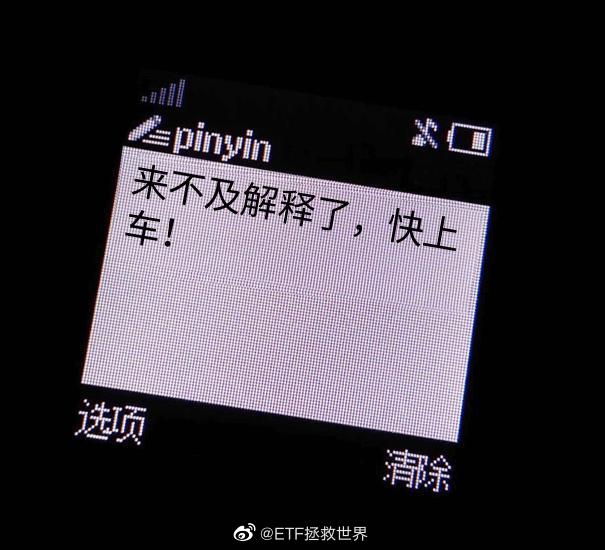 pinyin
来不及解释了，快上
车!
选项
清除
@ETF拯救世界